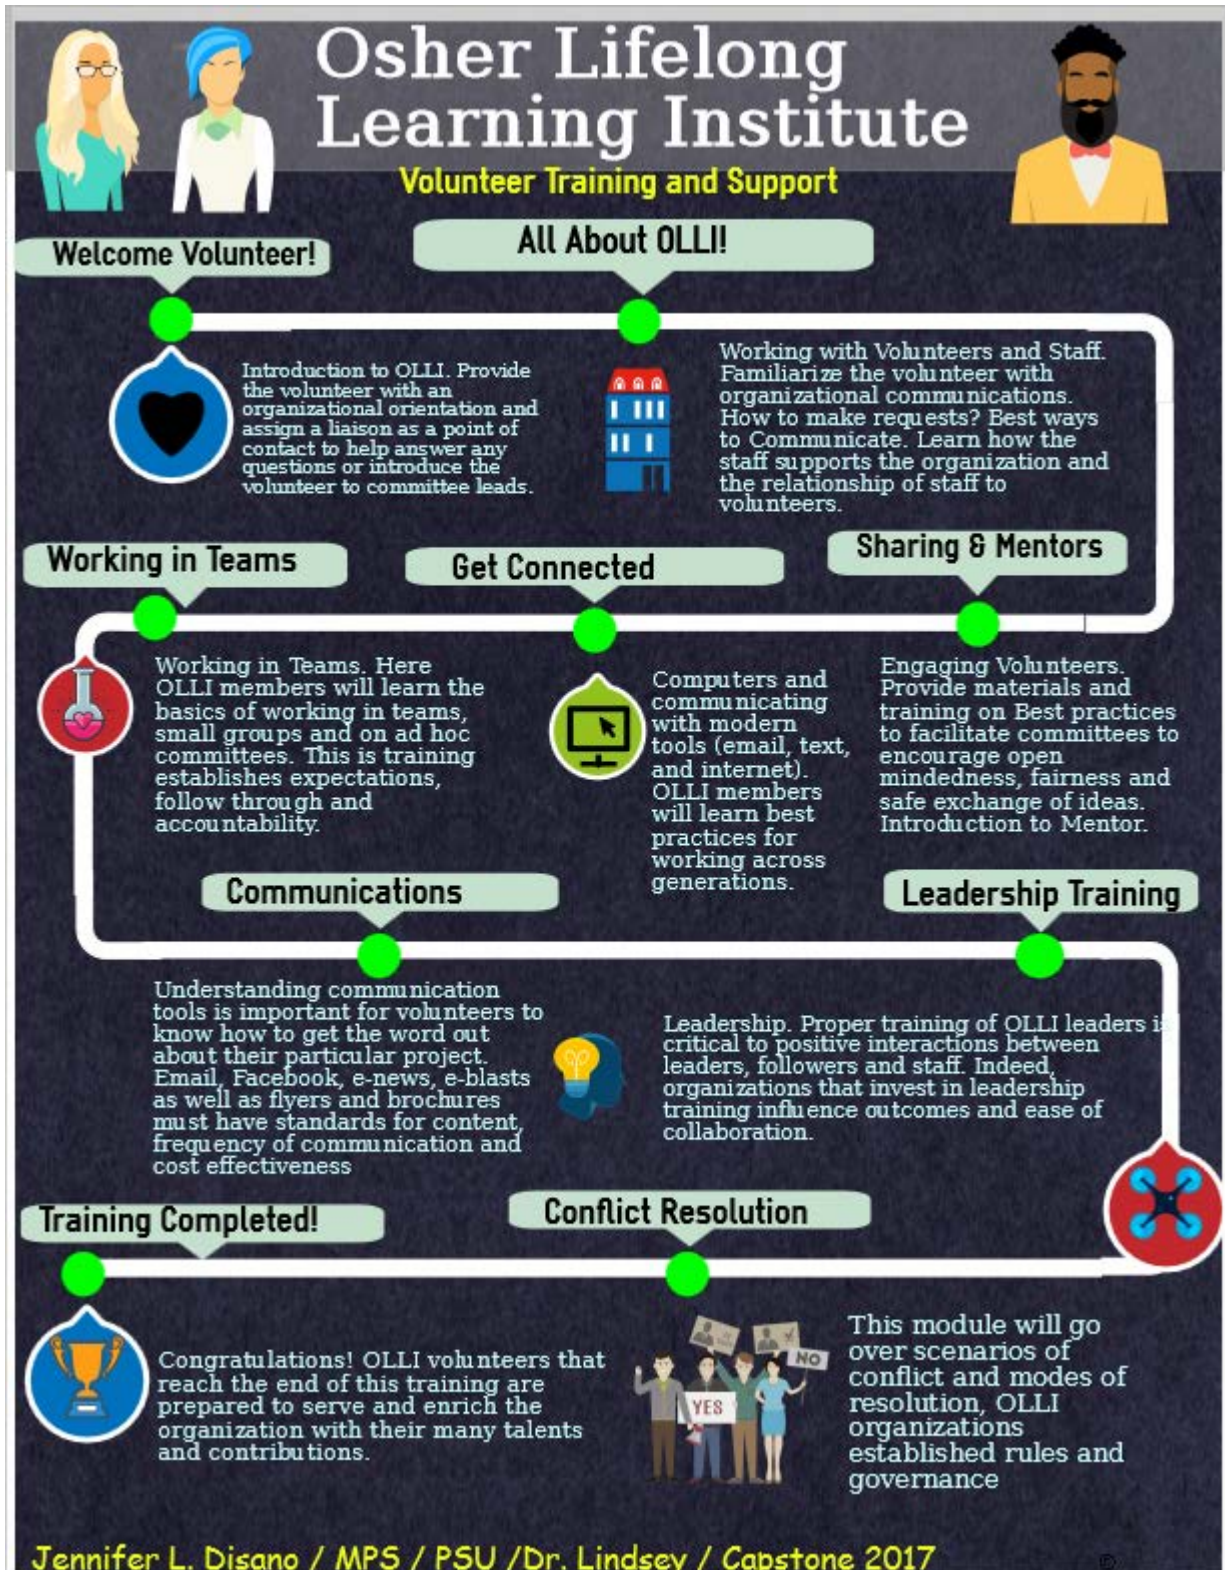 Osher Lifelong
Learning Institute
Volunteer Training and Support
Welcome Volunteer!
All About OLLI!
Introduction to OLLI. Provide
the volunteer with an
organizational orientation and
assign a liaison as a point of
contact to help answer any
questions or introduce the
volunteer to committee leads.
Working with Volunteers and Staff.
Familiarize the volunteer with
organizational communications.
How to make requests? Best ways
to Communicate. Learn how the
staff supports the organization and
the relationship of staff to
volunteers.
Sharing & Mentors
Engaging Volunteers.
Provide materials and
training on Best practices
to facilitate committees to
encourage open
mindedness, fairness and
safe exchange of ideas.
Introduction to Mentor.
Get Connected
Computers and
communicating
with modern
tools (email, text,
and internet).
OLLI members
will learn best
practices for
working across
generations.
Working in Teams
Working in Teams. Here
OLLI members will learn the
basics of working in teams,
small groups and on ad hoc
committees. This is training
establishes expectations,
follow through and
accountability.
Communications
Understanding communication
tools is important for volunteers to
know how to get the word out
about their particular project.
Email, Facebook, e-news, e-blasts
as well as flyers and brochures
must have standards for content,
frequency of communication and
cost effectiveness
Leadership Training
Leadership. Proper training of OLLI leaders is
critical to positive interactions between
leaders, followers and staff. Indeed,
organizations that invest in leadership
training influence outcomes and ease of
collaboration.
Conflict Resolution
NO
YES
This module will go
over scenarios of
conflict and modes of
resolution, OLLI
organizations
established rules and
governance
Training Completed!
Congratulations! OLLI volunteers that
reach the end of this training are
prepared to serve and enrich the
organization with their many talents
and contributions.
Jennifer L. Disano / MPS / PSU /Dr. Lindsey / Capstone 2017
©